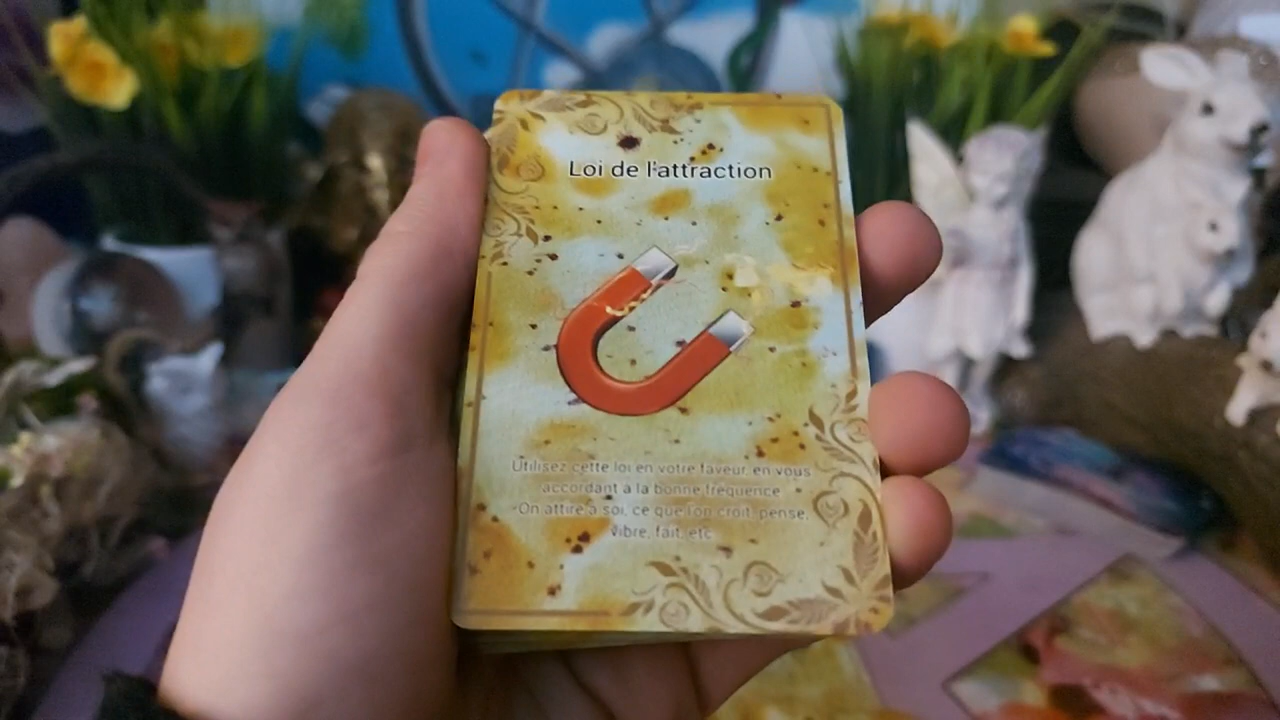 Loi de l'attraction
Utilisez cette loi en votre faveur, en vous
accordant à la bonne fréquence
-On attire à soi, ce que l'on croit, pense,
vibre, fait, etc